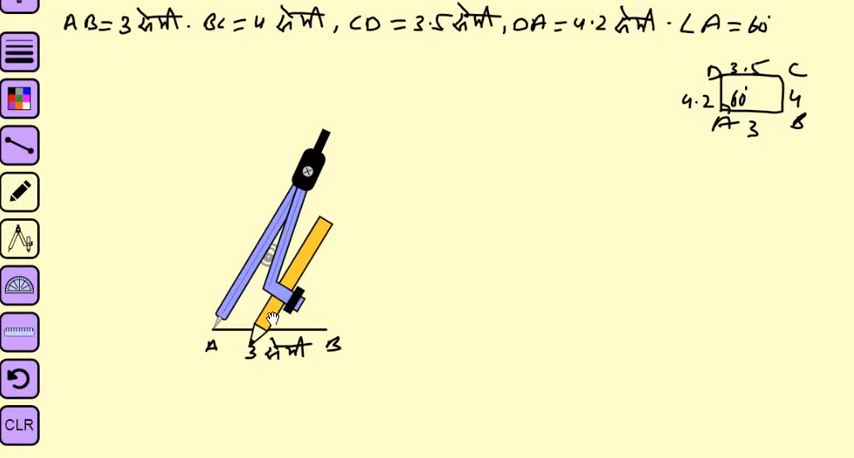 AB=3 सेमी. BC=4 सेमी, CD=3.5 सेमी, DA=4.2 सेमी. ∠A=60°
D 3.5 C
4.2 60° 4
A 3 B
A 3 सेमी B
CLR